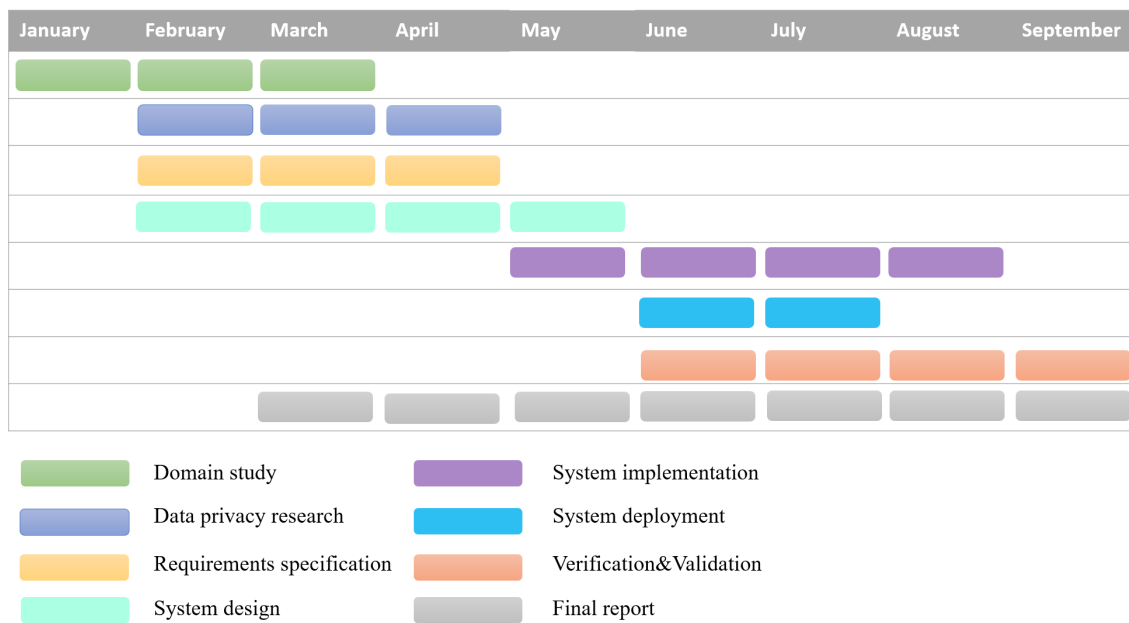 January February March April May June July August September
Domain study
Data privacy research
Requirements specification
System design
System implementation
System deployment
Verification&Validation
Final report